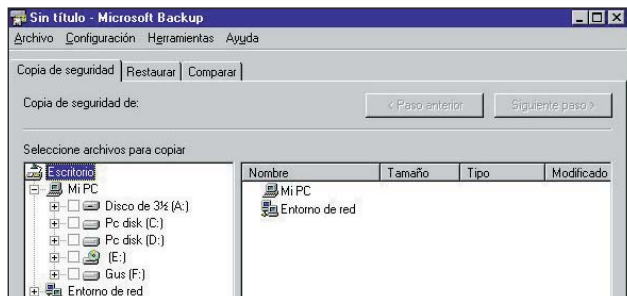 Sin título - Microsoft Backup
Archivo Configuración Herramientas Ayuda
Copia de seguridad Restaurar Comparar
Copia de seguridad de:
< Paso anterior Siguiente paso >
Seleccione archivos para copiar
Escritorio
Mi PC
Disco de 3½ (A:)
Pc disk (C:)
Pc disk (D:)
(E:)
Gus (F:)
Entorno de red
Nombre Tamaño Tipo Modificado
Mi PC
Entorno de red